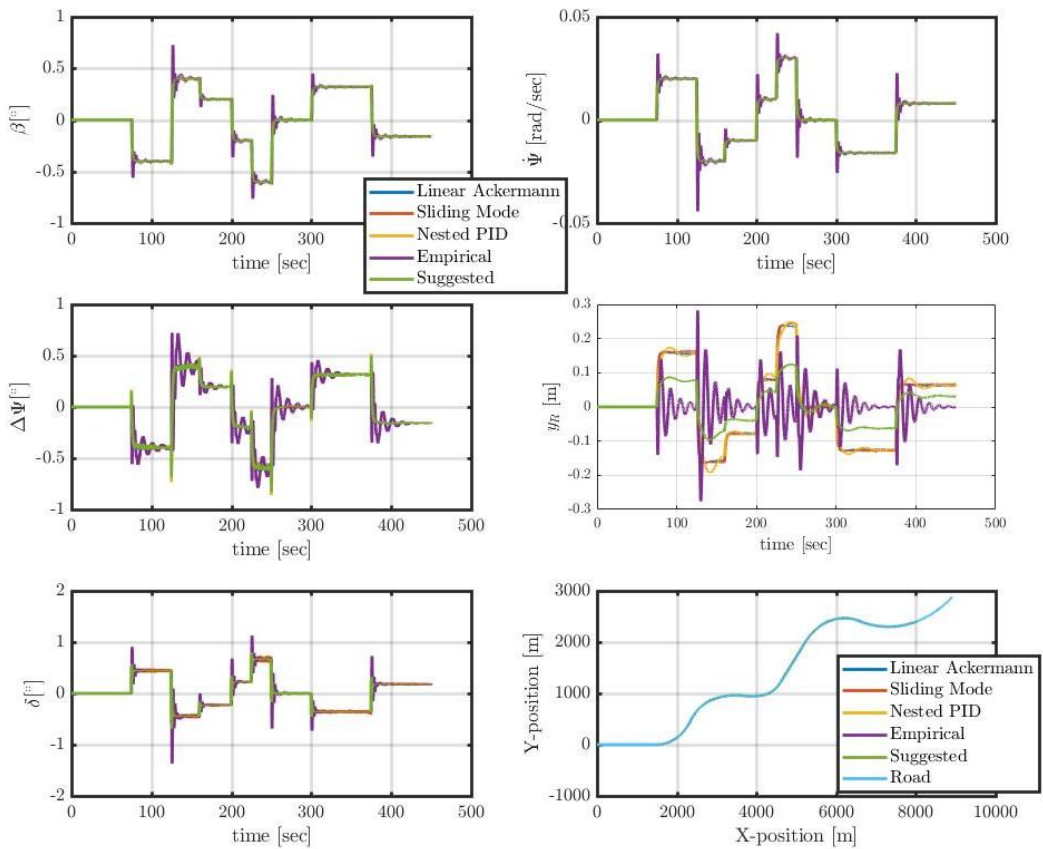 1
0.5
0
-0.5
-1
β[°]
0
100
200
300
400
500
time [sec]
Linear Ackermann
Sliding Mode
Nested PID
Empirical
Suggested
0.05
0
-0.05
Ψ̇ [rad/sec]
0
100
200
300
400
500
time [sec]
1
0.5
0
-0.5
-1
ΔΨ[°]
0
100
200
300
400
500
time [sec]
0.3
0.2
0.1
0
-0.1
-0.2
-0.3
y_R [m]
0
100
200
300
400
500
time [sec]
2
1
0
-1
-2
δ[°]
0
100
200
300
400
500
time [sec]
3000
2000
1000
0
-1000
Y-position [m]
0
2000
4000
6000
8000
10000
X-position [m]
Linear Ackermann
Sliding Mode
Nested PID
Empirical
Suggested
Road